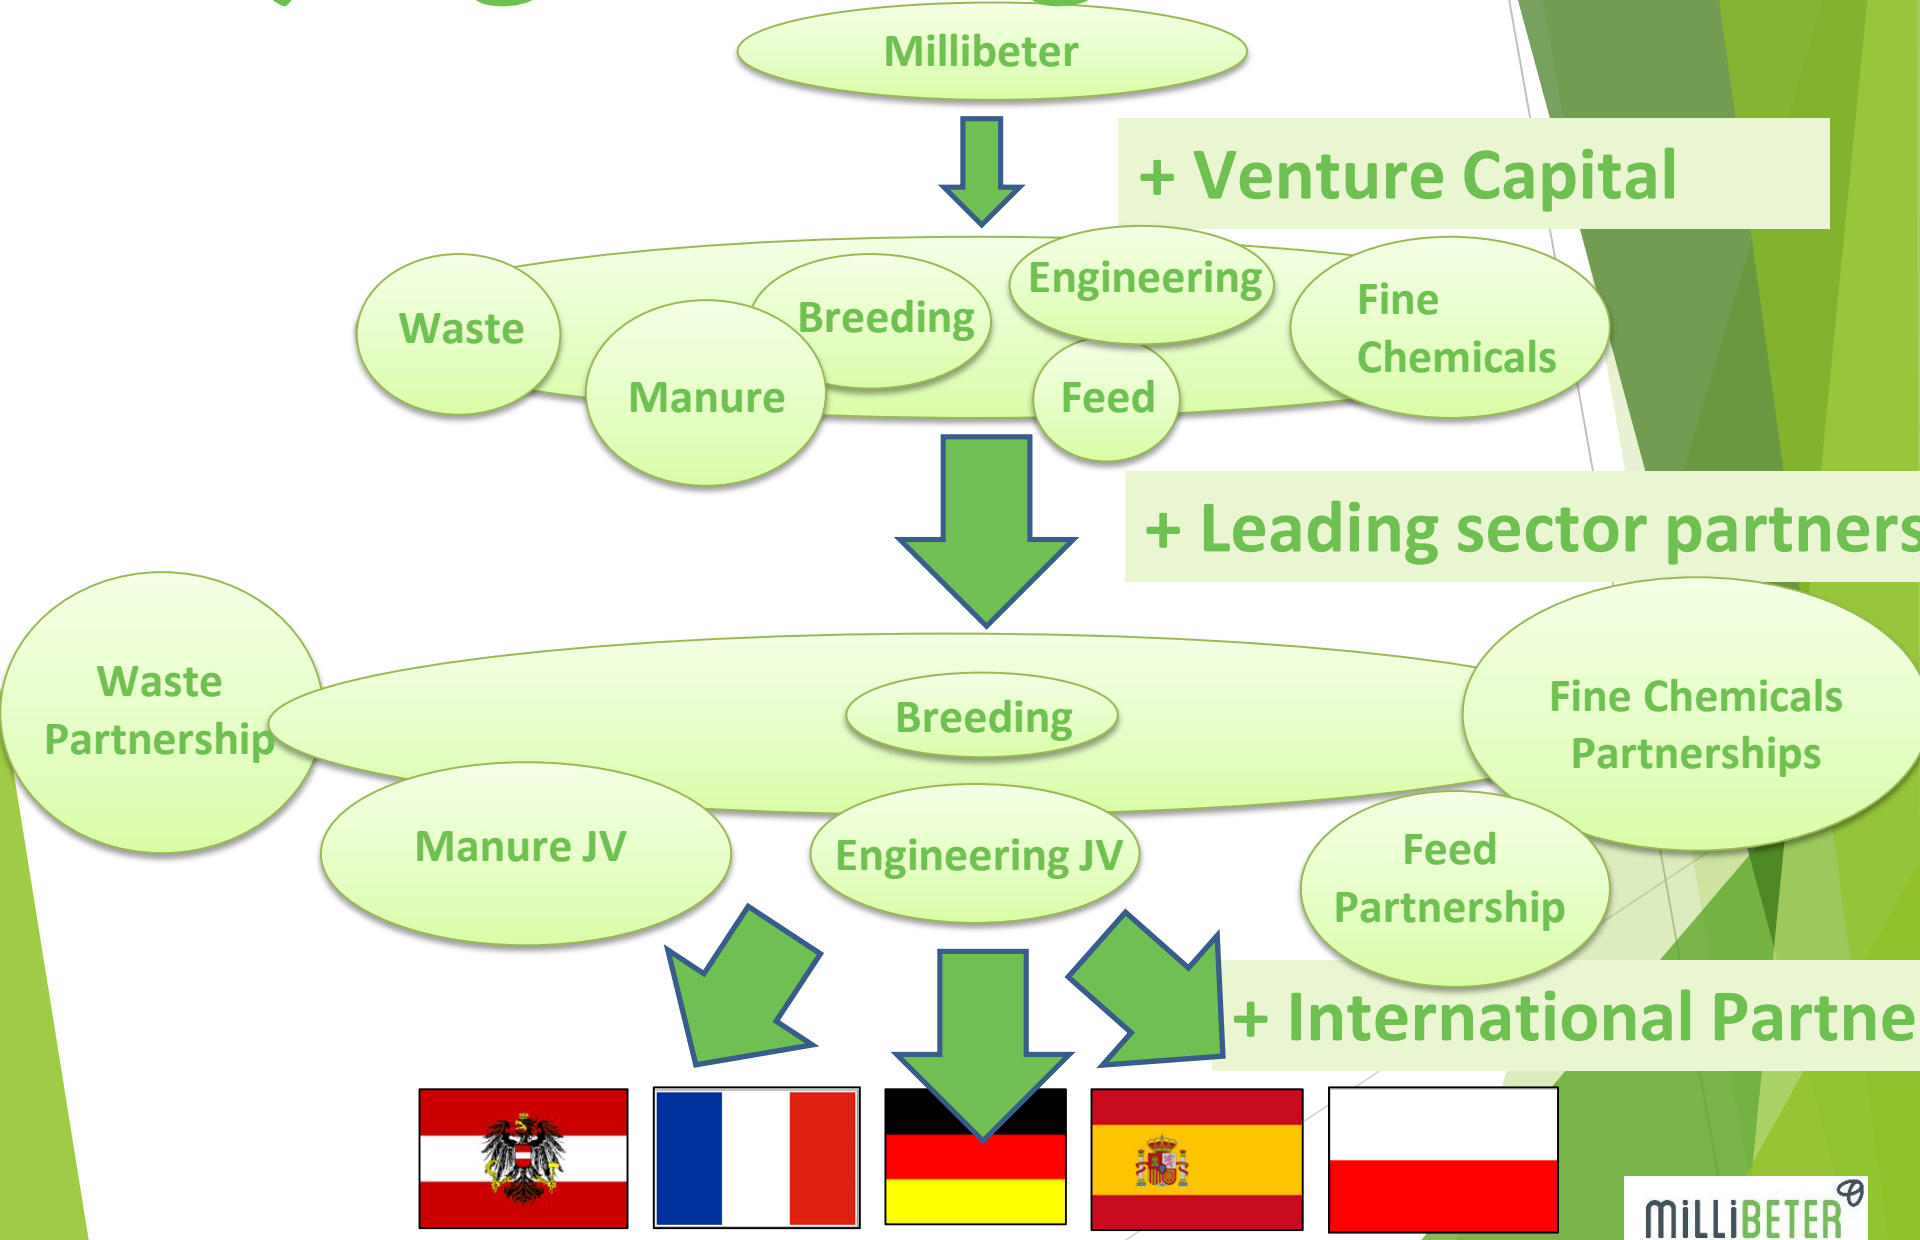 Millibeter
+ Venture Capital
Engineering
Fine
Chemicals
Breeding
Waste
Manure
Feed
+ Leading sector partners
Waste
Partnership
Breeding
Fine Chemicals
Partnerships
Manure JV
Engineering JV
Feed
Partnership
+ International Partne
MiLLiBETER